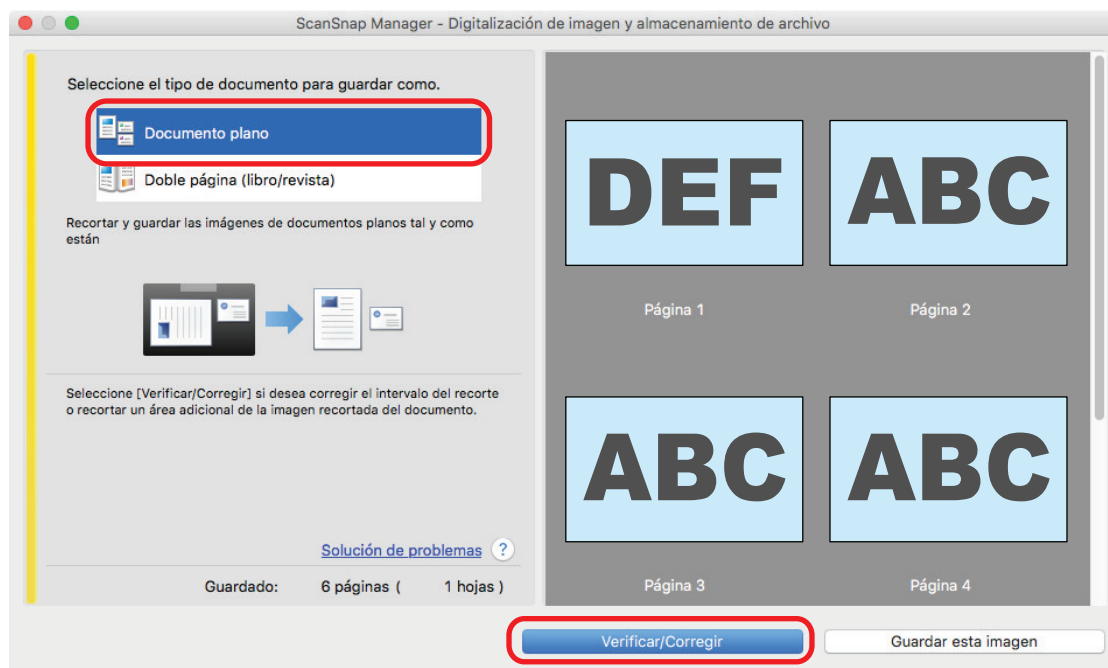 ScanSnap Manager - Digitalización de imagen y almacenamiento de archivo
Seleccione el tipo de documento para guardar como.
Documento plano
Doble página (libro/revista)
Recortar y guardar las imágenes de documentos planos tal y como
están
Seleccione [Verificar/Corregir] si desea corregir el intervalo del recorte
o recortar un área adicional de la imagen recortada del documento.
Solución de problemas ?
Guardado: 6 páginas ( 1 hojas )
DEF ABC
Página 1 Página 2
ABC ABC
Página 3 Página 4
Verificar/Corregir Guardar esta imagen